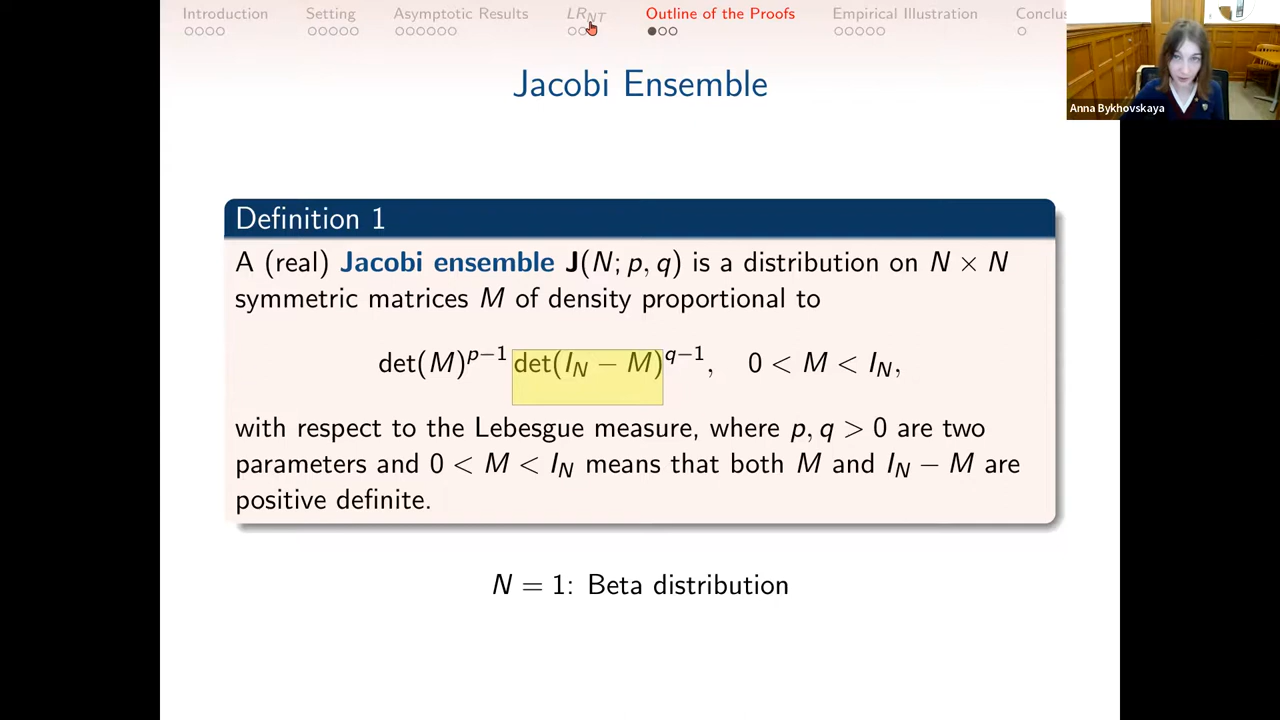 Introduction Setting Asymptotic Results LR_NT Outline of the Proofs Empirical Illustration Conclus
Jacobi Ensemble
Anna Bykhovskaya
Definition 1
A (real) Jacobi ensemble J(N; p, q) is a distribution on N × N
symmetric matrices M of density proportional to
det(M)^{p−1} det(I_N − M)^{q−1}, 0 < M < I_N,
with respect to the Lebesgue measure, where p, q > 0 are two
parameters and 0 < M < I_N means that both M and I_N − M are
positive definite.
N = 1: Beta distribution